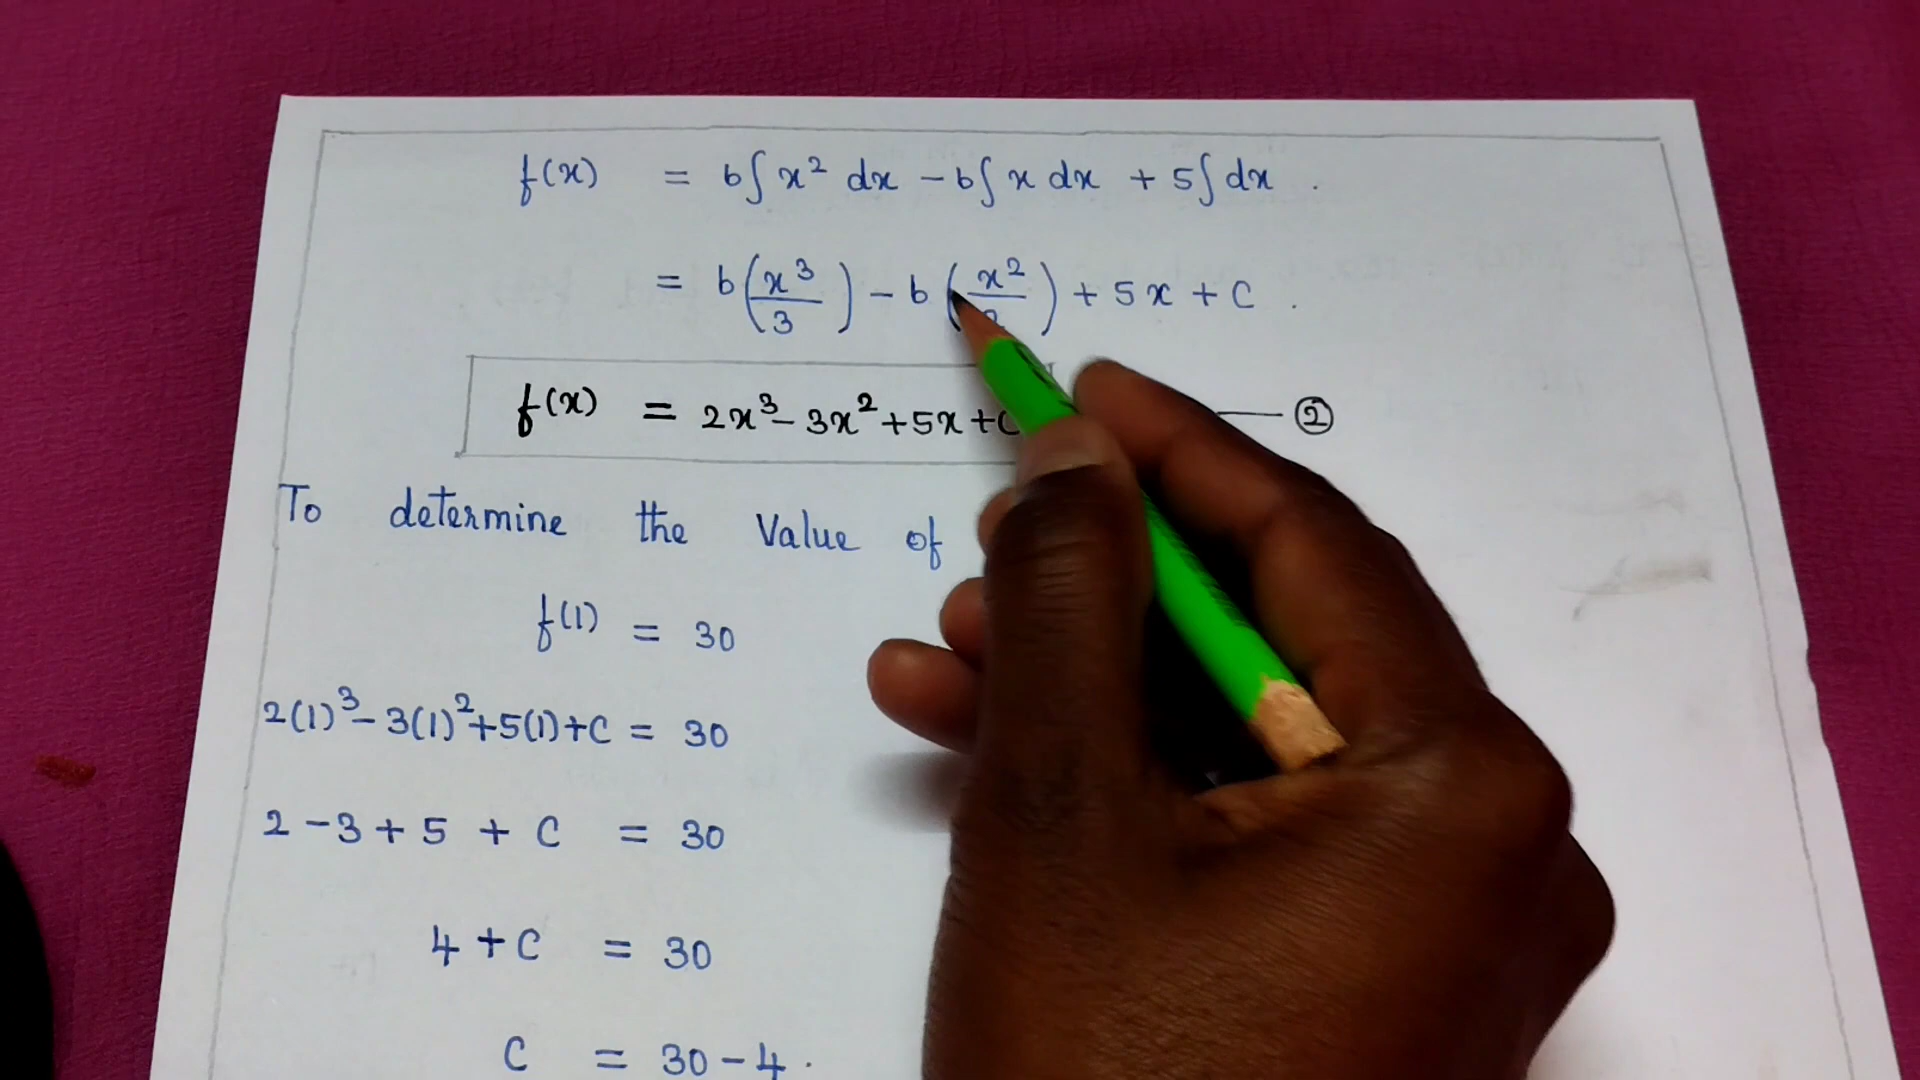 f(x) = 6∫x² dx − 6∫x dx + 5∫dx .
= 6(x³/3) − 6(x²/2) + 5x + C .
f(x) = 2x³ − 3x² + 5x + C —— ②
To determine the Value of
f(1) = 30
2(1)³ − 3(1)² + 5(1) + C = 30
2 − 3 + 5 + C = 30
4 + C = 30
C = 30 − 4 .